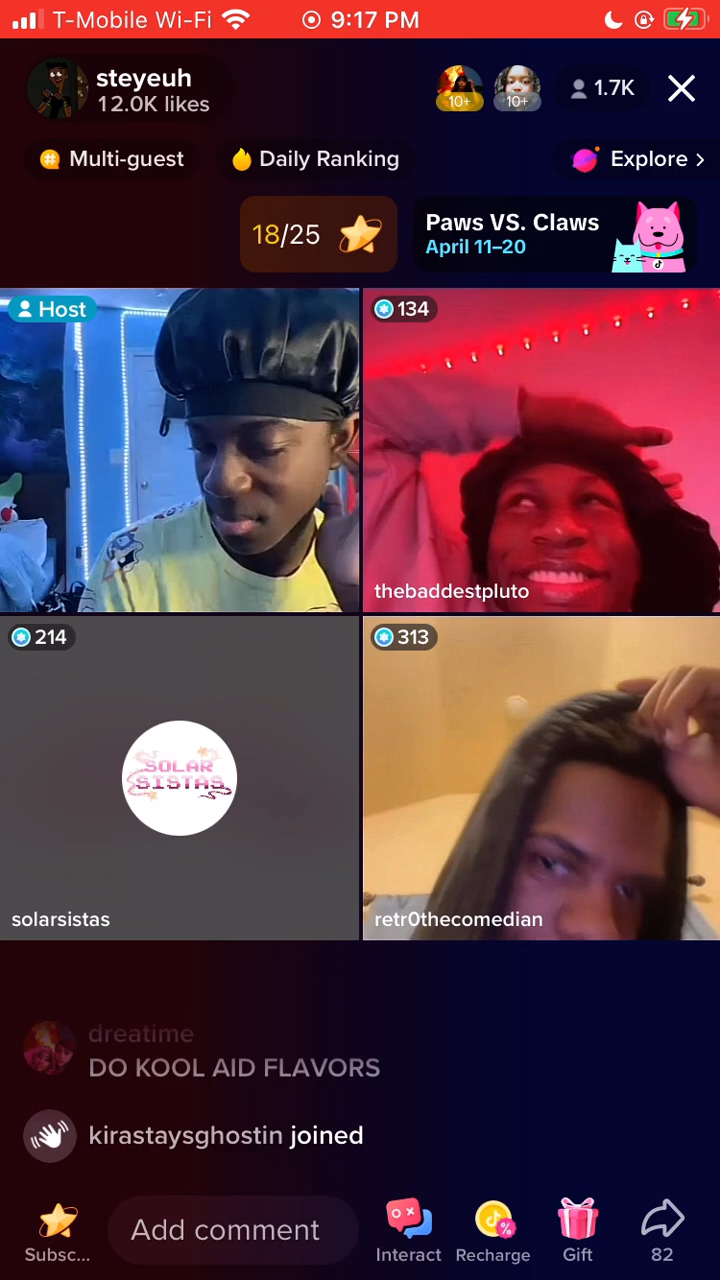 T-Mobile Wi-Fi
9:17 PM
steyeuh
12.0K likes
10+
10+
1.7K
Multi-guest
Daily Ranking
Explore >
18/25
Paws VS. Claws
April 11–20
Host
134
thebaddestpluto
214
SOLAR
SISTAS
solarsistas
313
retr0thecomedian
dreatime
DO KOOL AID FLAVORS
kirastaysghostin joined
Add comment
Subsc...
Interact
Recharge
Gift
82